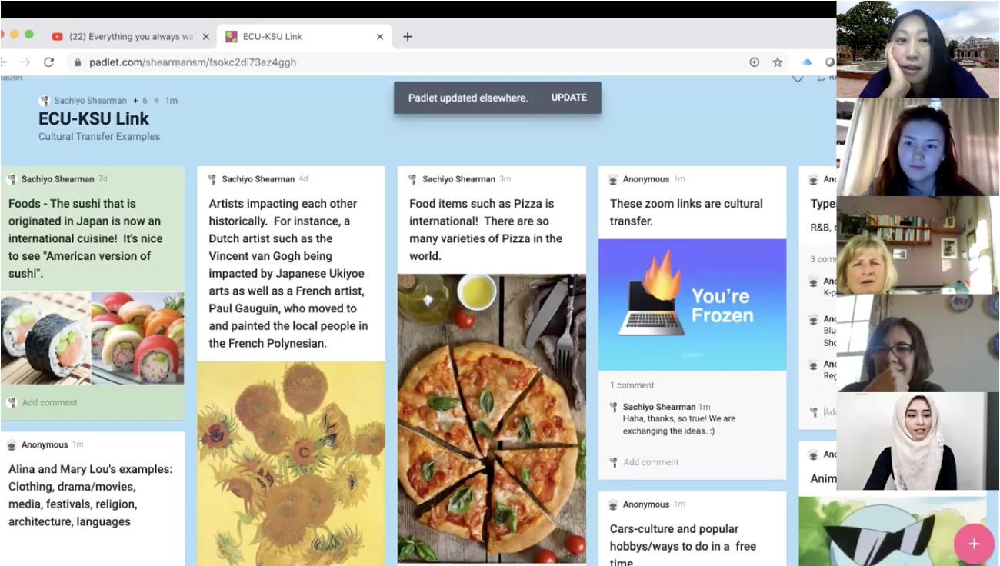 (22) Everything you always wa
ECU-KSU Link
padlet.com/shearmansm/fsokc2di73az4ggh
padlet
Sachiyo Shearman + 6 1m
ECU-KSU Link
Cultural Transfer Examples
Padlet updated elsewhere. UPDATE
Sachiyo Shearman 7d
Foods - The sushi that is
originated in Japan is now an
international cuisine! It's nice
to see "American version of
sushi".
Add comment
Anonymous 1m
Alina and Mary Lou's examples:
Clothing, drama/movies,
media, festivals, religion,
architecture, languages
Sachiyo Shearman 4d
Artists impacting each other
historically. For instance, a
Dutch artist such as the
Vincent van Gogh being
impacted by Japanese Ukiyoe
arts as well as a French artist,
Paul Gauguin, who moved to
and painted the local people in
the French Polynesian.
Sachiyo Shearman 3m
Food items such as Pizza is
international! There are so
many varieties of Pizza in the
world.
Anonymous 1m
These zoom links are cultural
transfer.
You're
Frozen
1 comment
Sachiyo Shearman 1m
Haha, thanks, so true! We are
exchanging the ideas. :)
Add comment
Anonymous 1m
Cars-culture and popular
hobbys/ways to do in a free
time
Ano
Type
R&B, r
3 comm
Ano
K-p
Ano
Blu
Sho
Ano
Reg
Add
Ano
Anim